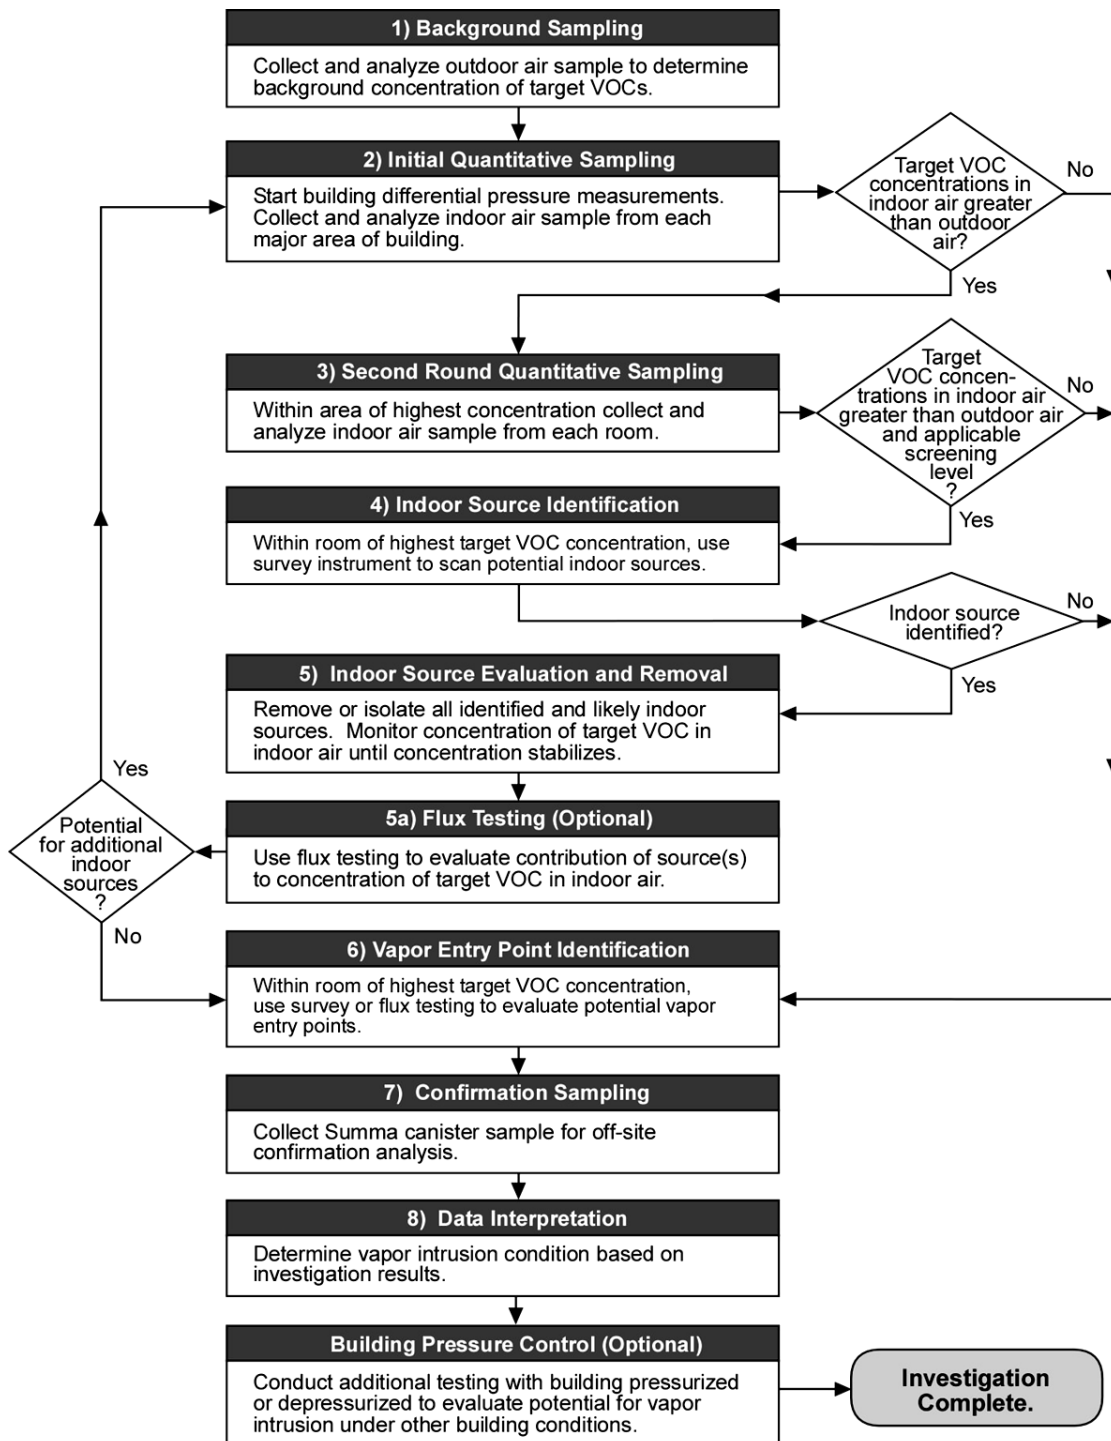 1) Background Sampling
Collect and analyze outdoor air sample to determine
background concentration of target VOCs.
2) Initial Quantitative Sampling
Start building differential pressure measurements.
Collect and analyze indoor air sample from each
major area of building.
Target VOC
concentrations in
indoor air greater
than outdoor
air?
No
Yes
3) Second Round Quantitative Sampling
Within area of highest concentration collect and
analyze indoor air sample from each room.
Target
VOC concen-
trations in indoor air
greater than outdoor air
and applicable
screening
level
?
No
Yes
4) Indoor Source Identification
Within room of highest target VOC concentration, use
survey instrument to scan potential indoor sources.
Indoor source
identified?
No
Yes
5) Indoor Source Evaluation and Removal
Remove or isolate all identified and likely indoor
sources. Monitor concentration of target VOC in
indoor air until concentration stabilizes.
5a) Flux Testing (Optional)
Use flux testing to evaluate contribution of source(s)
to concentration of target VOC in indoor air.
Yes
Potential
for additional
indoor
sources
?
No
6) Vapor Entry Point Identification
Within room of highest target VOC concentration,
use survey or flux testing to evaluate potential vapor
entry points.
7) Confirmation Sampling
Collect Summa canister sample for off-site
confirmation analysis.
8) Data Interpretation
Determine vapor intrusion condition based on
investigation results.
Building Pressure Control (Optional)
Conduct additional testing with building pressurized
or depressurized to evaluate potential for vapor
intrusion under other building conditions.
Investigation
Complete.